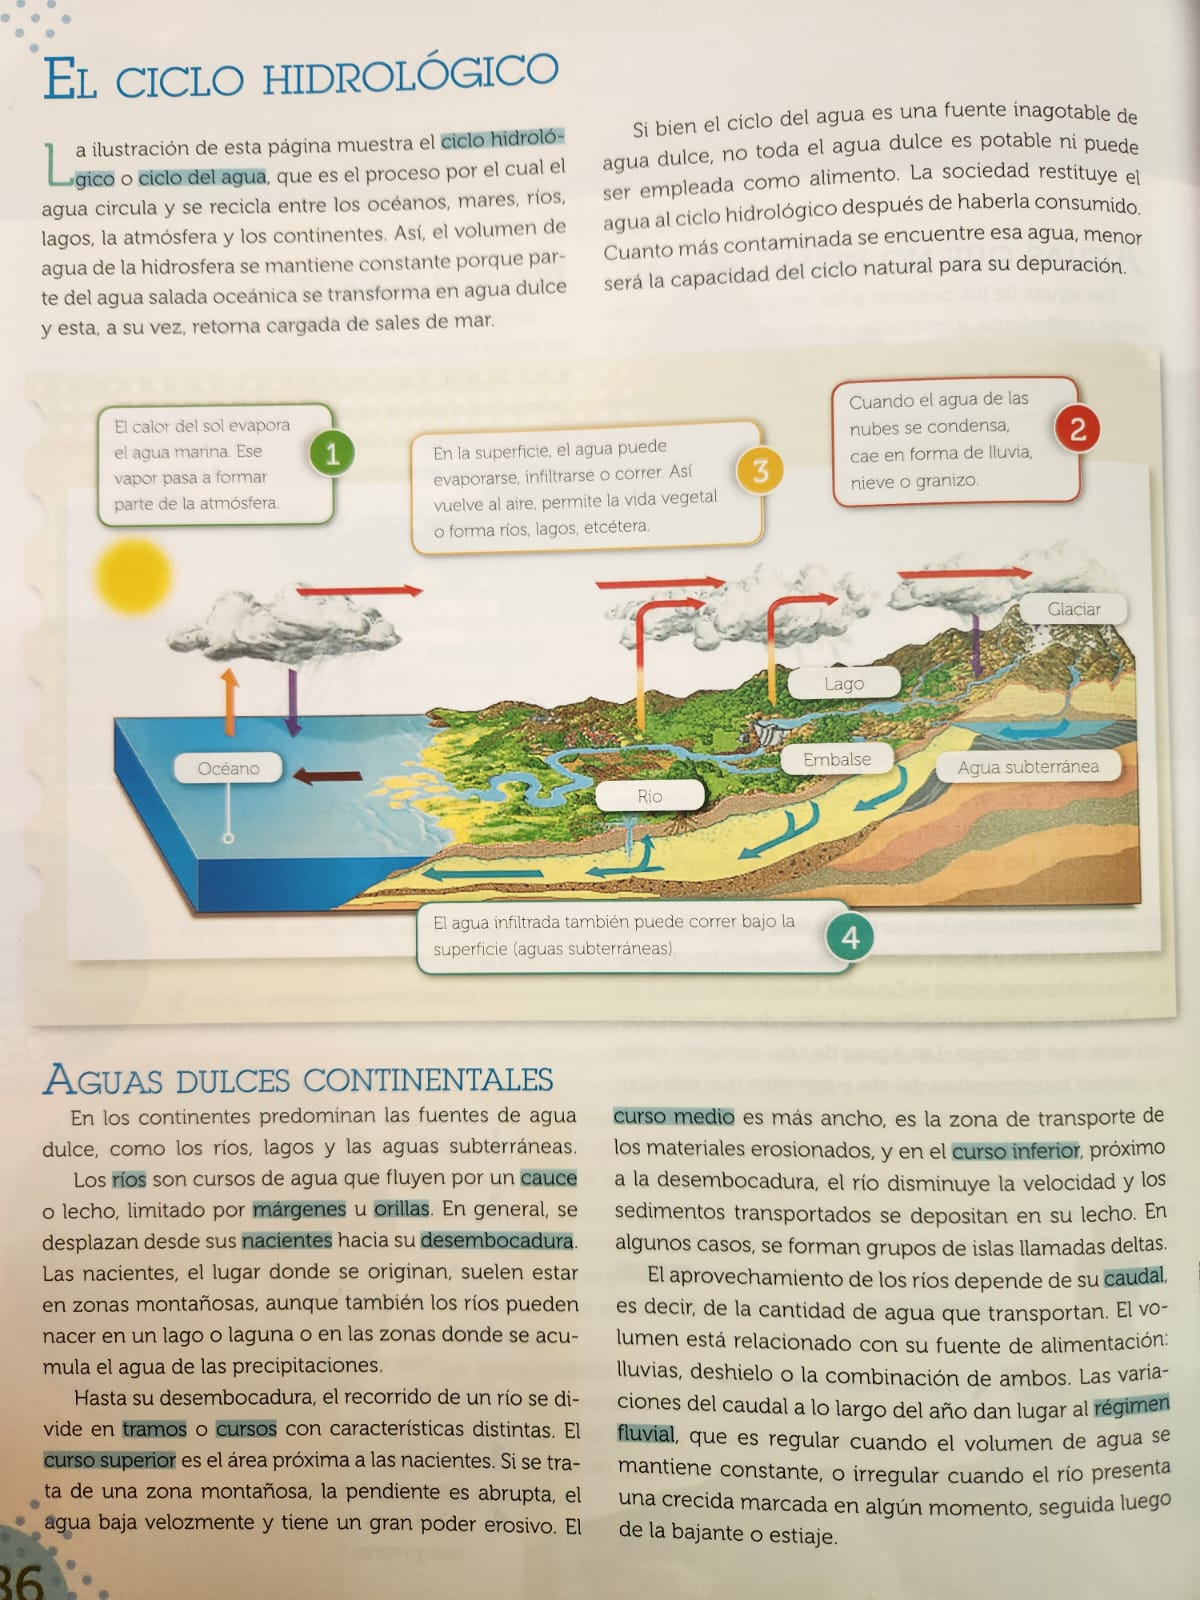 EL CICLO HIDROLÓGICO
La ilustración de esta página muestra el ciclo hidroló-
gico o ciclo del agua, que es el proceso por el cual el
agua circula y se recicla entre los océanos, mares, ríos,
lagos, la atmósfera y los continentes. Así, el volumen de
agua de la hidrosfera se mantiene constante porque par-
te del agua salada oceánica se transforma en agua dulce
y esta, a su vez, retorna cargada de sales de mar.
Si bien el ciclo del agua es una fuente inagotable de
agua dulce, no toda el agua dulce es potable ni puede
ser empleada como alimento. La sociedad restituye el
agua al ciclo hidrológico después de haberla consumido.
Cuanto más contaminada se encuentre esa agua, menor
será la capacidad del ciclo natural para su depuración.
El calor del sol evapora
el agua marina. Ese
vapor pasa a formar
parte de la atmósfera.
1
En la superficie, el agua puede
evaporarse, infiltrarse o correr. Así
vuelve al aire, permite la vida vegetal
o forma ríos, lagos, etcétera.
3
Cuando el agua de las
nubes se condensa,
cae en forma de lluvia,
nieve o granizo.
2
Glaciar
Lago
Océano
Embalse
Agua subterránea
Río
El agua infiltrada también puede correr bajo la
superficie (aguas subterráneas).
4
AGUAS DULCES CONTINENTALES
En los continentes predominan las fuentes de agua
dulce, como los ríos, lagos y las aguas subterráneas.
Los ríos son cursos de agua que fluyen por un cauce
o lecho, limitado por márgenes u orillas. En general, se
desplazan desde sus nacientes hacia su desembocadura.
Las nacientes, el lugar donde se originan, suelen estar
en zonas montañosas, aunque también los ríos pueden
nacer en un lago o laguna o en las zonas donde se acu-
mula el agua de las precipitaciones.
Hasta su desembocadura, el recorrido de un río se di-
vide en tramos o cursos con características distintas. El
curso superior es el área próxima a las nacientes. Si se tra-
ta de una zona montañosa, la pendiente es abrupta, el
agua baja velozmente y tiene un gran poder erosivo. El
curso medio es más ancho, es la zona de transporte de
los materiales erosionados, y en el curso inferior, próximo
a la desembocadura, el río disminuye la velocidad y los
sedimentos transportados se depositan en su lecho. En
algunos casos, se forman grupos de islas llamadas deltas.
El aprovechamiento de los ríos depende de su caudal,
es decir, de la cantidad de agua que transportan. El vo-
lumen está relacionado con su fuente de alimentación:
lluvias, deshielo o la combinación de ambos. Las varia-
ciones del caudal a lo largo del año dan lugar al régimen
fluvial, que es regular cuando el volumen de agua se
mantiene constante, o irregular cuando el río presenta
una crecida marcada en algún momento, seguida luego
de la bajante o estiaje.